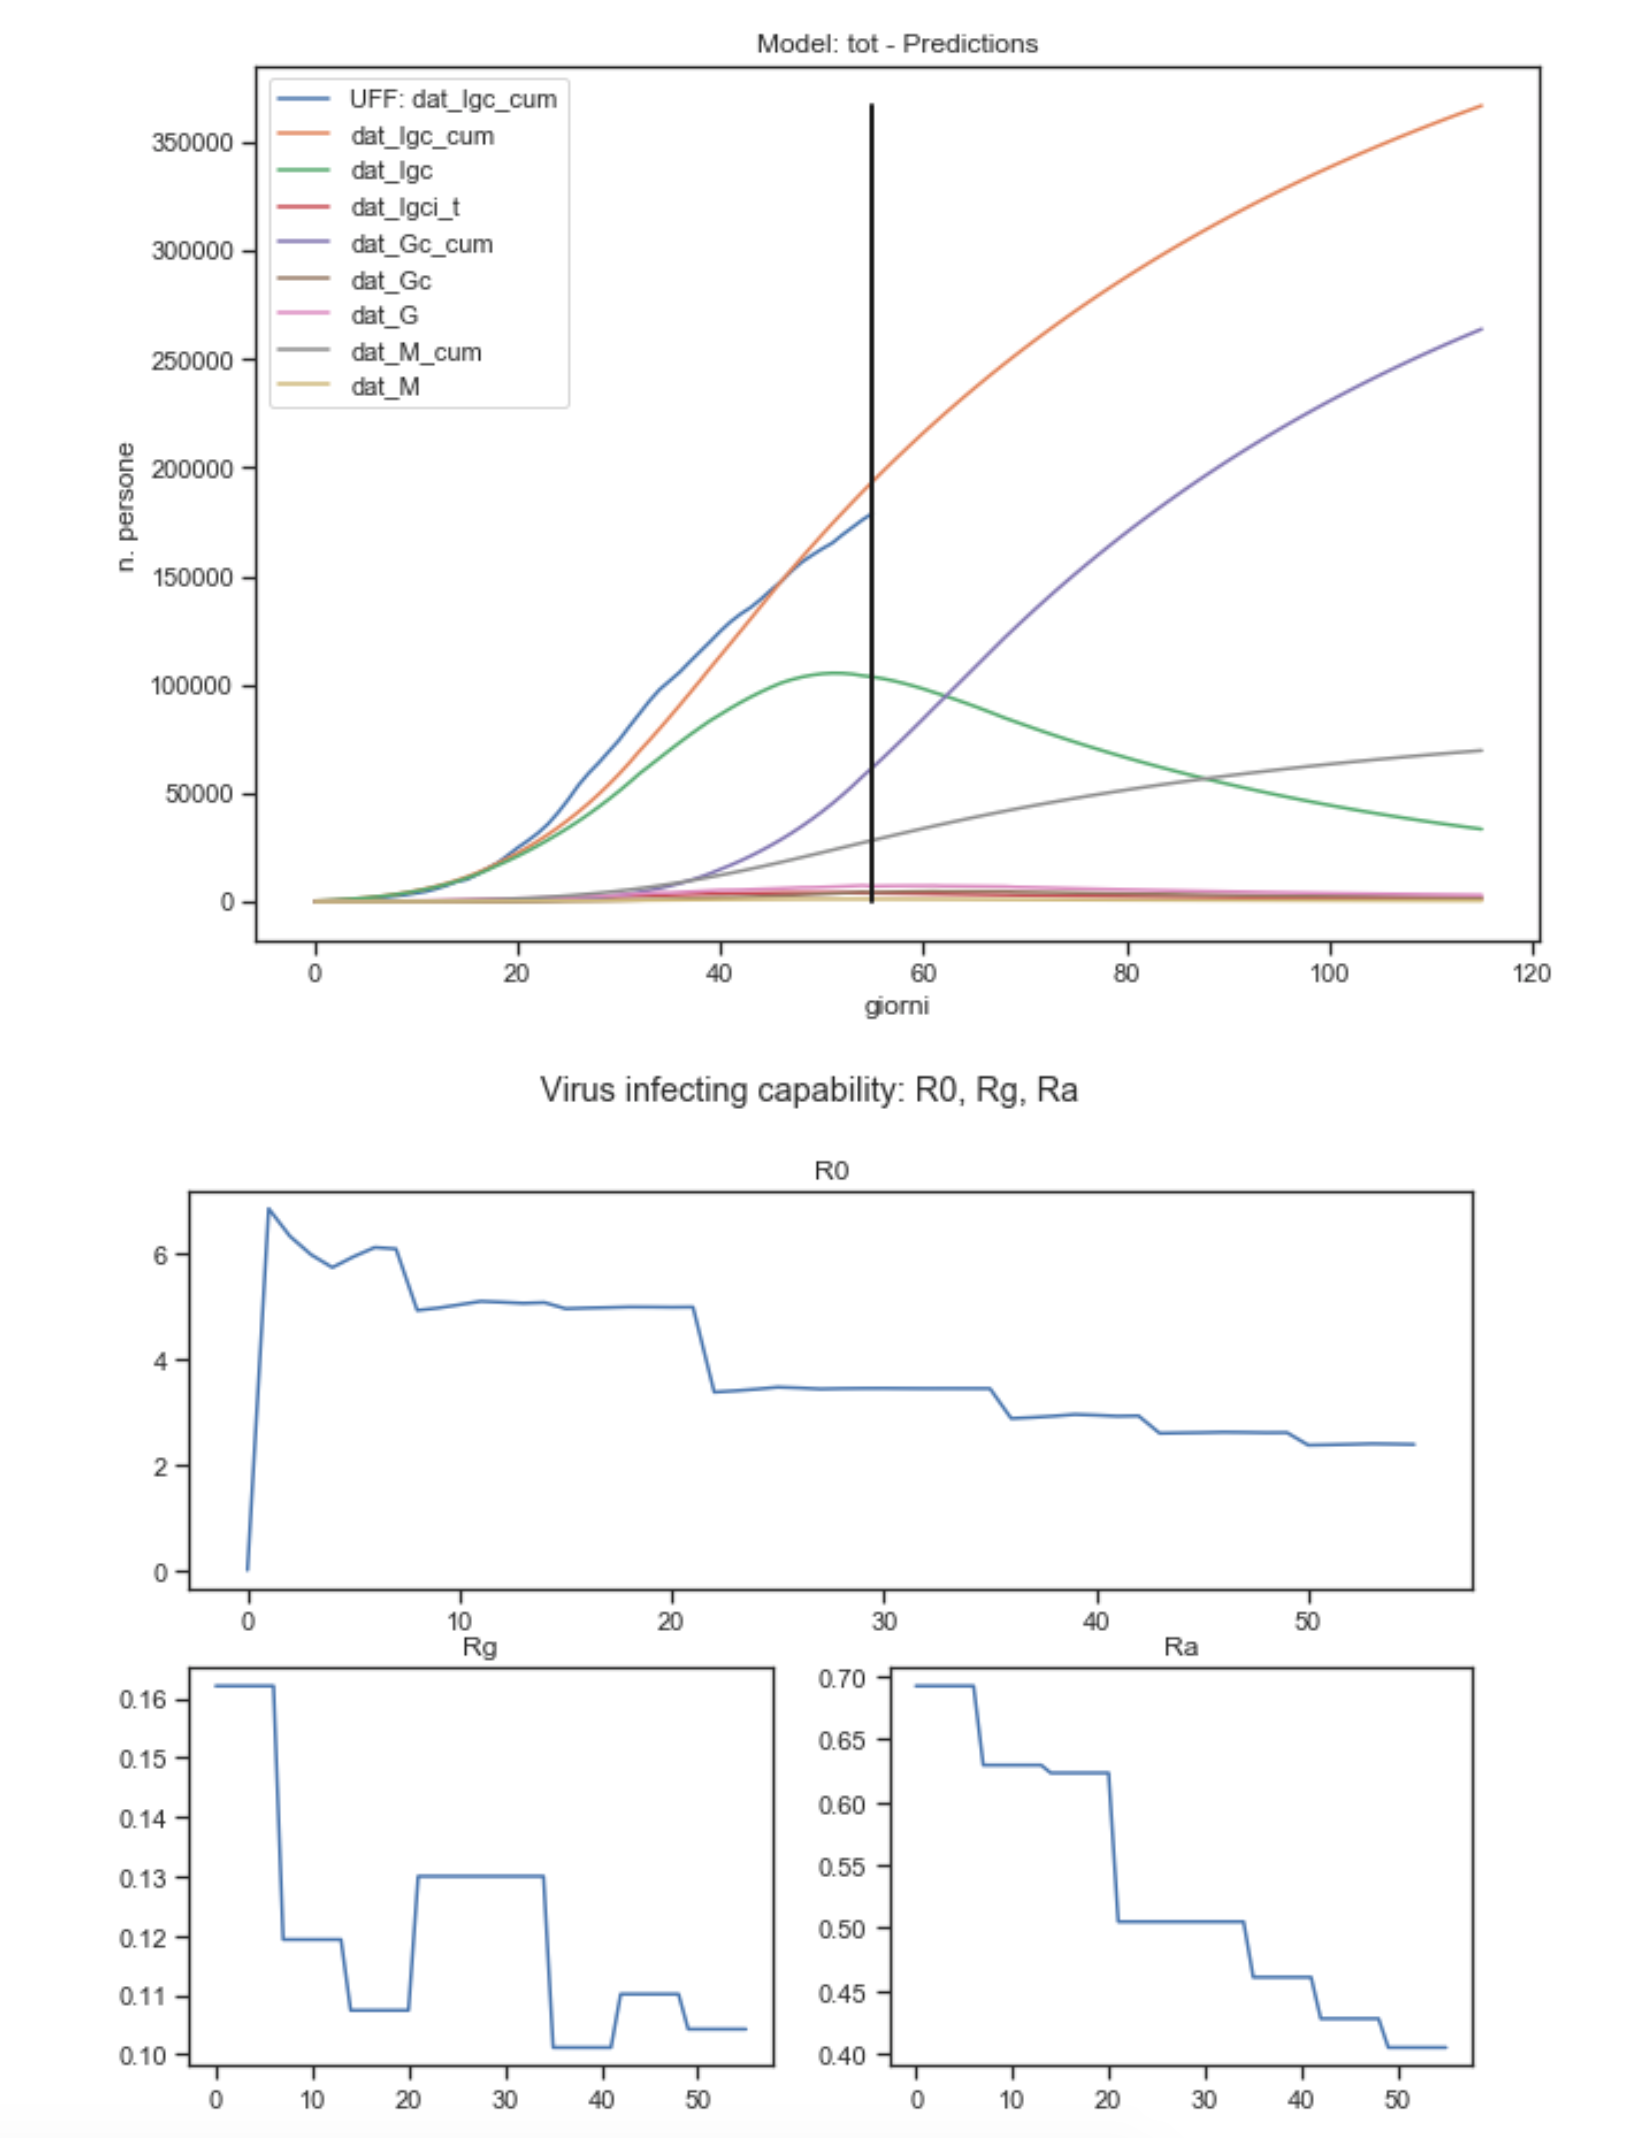 Model: tot - Predictions
UFF: dat_Igc_cum
dat_Igc_cum
dat_Igc
dat_Igci_t
dat_Gc_cum
dat_Gc
dat_G
dat_M_cum
dat_M
350000
300000
250000
200000
150000
100000
50000
0
n. persone
0 20 40 60 80 100 120
giorni
Virus infecting capability: R0, Rg, Ra
R0
6
4
2
0
0 10 20 30 40 50
Rg
0.16
0.15
0.14
0.13
0.12
0.11
0.10
0 10 20 30 40 50
Ra
0.70
0.65
0.60
0.55
0.50
0.45
0.40
0 10 20 30 40 50